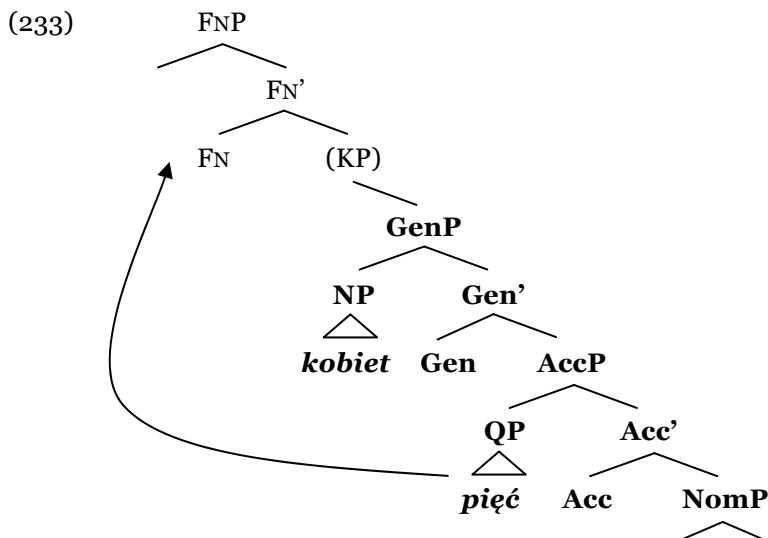 (233) FNP
FN’
FN (KP)
GenP
NP Gen’
kobiet Gen AccP
QP Acc’
pięć Acc NomP